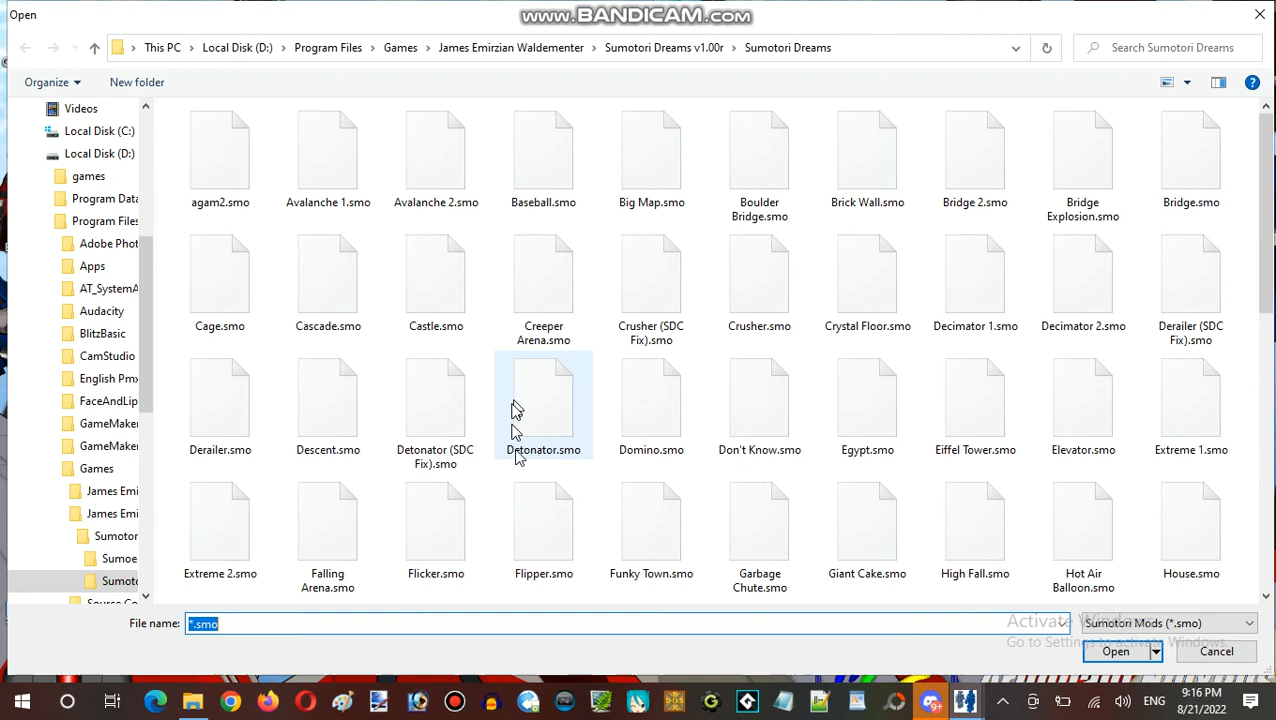 Open
www.BANDICAM.com
This PC > Local Disk (D:) > Program Files > Games > James Emirzian Waldementer > Sumotori Dreams v1.00r > Sumotori Dreams
Search Sumotori Dreams
Organize
New folder
Videos
Local Disk (C:)
Local Disk (D:)
games
Program Data
Program Files
Adobe Phot
Apps
AT_SystemA
Audacity
BlitzBasic
CamStudio
English Pmx
FaceAndLip
GameMaker
GameMaker
Games
James Emi
James Emi
Sumotor
Sumoe
Sumoto
agam2.smo
Avalanche 1.smo
Avalanche 2.smo
Baseball.smo
Big Map.smo
Boulder
Bridge.smo
Brick Wall.smo
Bridge 2.smo
Bridge
Explosion.smo
Bridge.smo
Cage.smo
Cascade.smo
Castle.smo
Creeper
Arena.smo
Crusher (SDC
Fix).smo
Crusher.smo
Crystal Floor.smo
Decimator 1.smo
Decimator 2.smo
Derailer (SDC
Fix).smo
Derailer.smo
Descent.smo
Detonator (SDC
Fix).smo
Detonator.smo
Domino.smo
Don't Know.smo
Egypt.smo
Eiffel Tower.smo
Elevator.smo
Extreme 1.smo
Extreme 2.smo
Falling
Arena.smo
Flicker.smo
Flipper.smo
Funky Town.smo
Garbage
Chute.smo
Giant Cake.smo
High Fall.smo
Hot Air
Balloon.smo
House.smo
File name:
*.smo
Sumotori Mods (*.smo)
Activate Windows
Go to Settings to activate Windows.
Open
Cancel
ENG
9:16 PM
8/21/2022